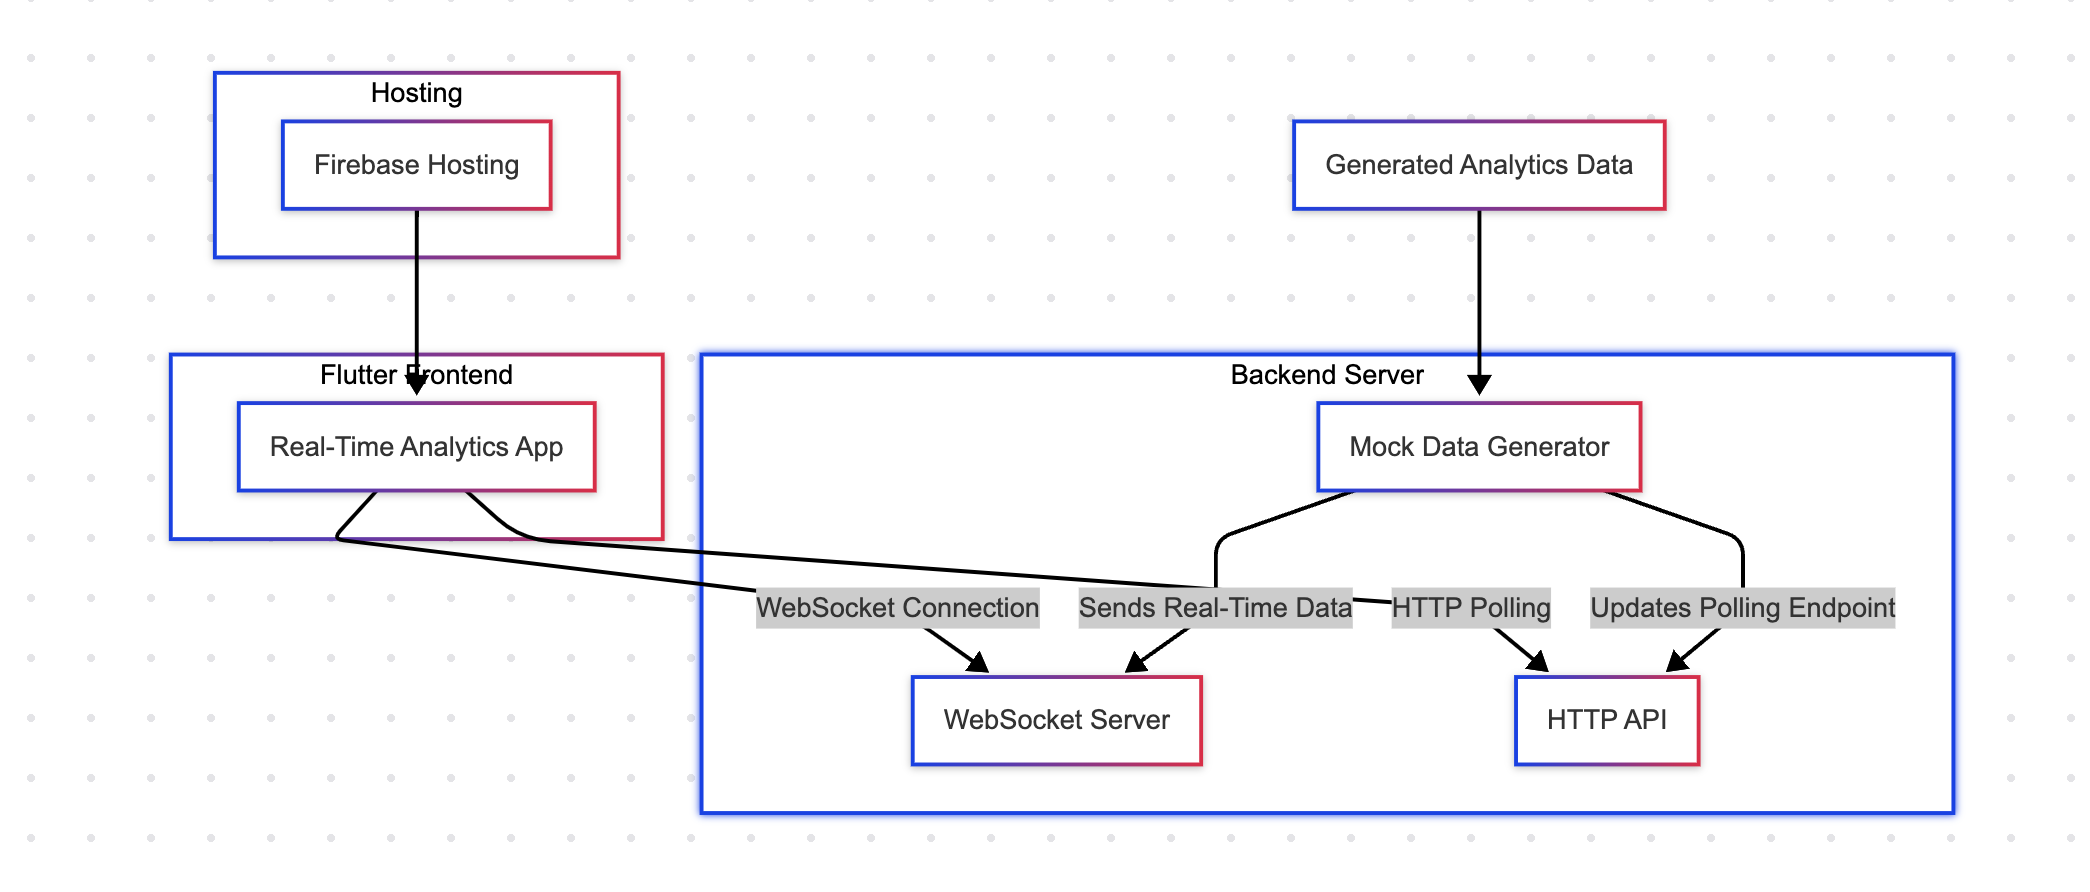 Hosting
Firebase Hosting
Generated Analytics Data
Flutter Frontend
Real-Time Analytics App
Backend Server
Mock Data Generator
WebSocket Connection
Sends Real-Time Data
HTTP Polling
Updates Polling Endpoint
WebSocket Server
HTTP API